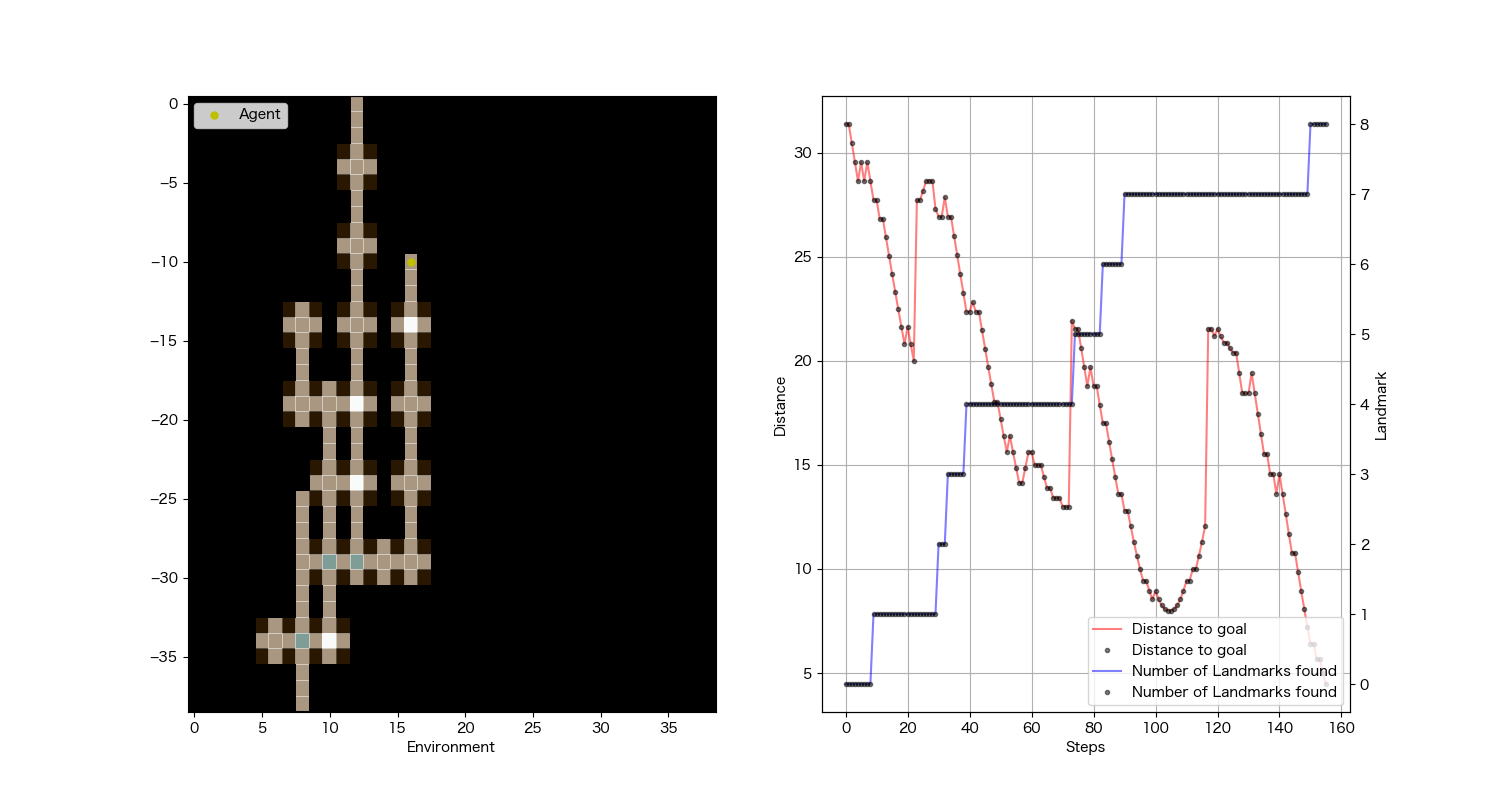 0
−5
−10
−15
−20
−25
−30
−35
Agent
0 5 10 15 20 25 30 35
Environment
30
25
20
15
10
5
Distance
8
7
6
5
4
3
2
1
0
Landmark
Distance to goal
Distance to goal
Number of Landmarks found
Number of Landmarks found
0 20 40 60 80 100 120 140 160
Steps